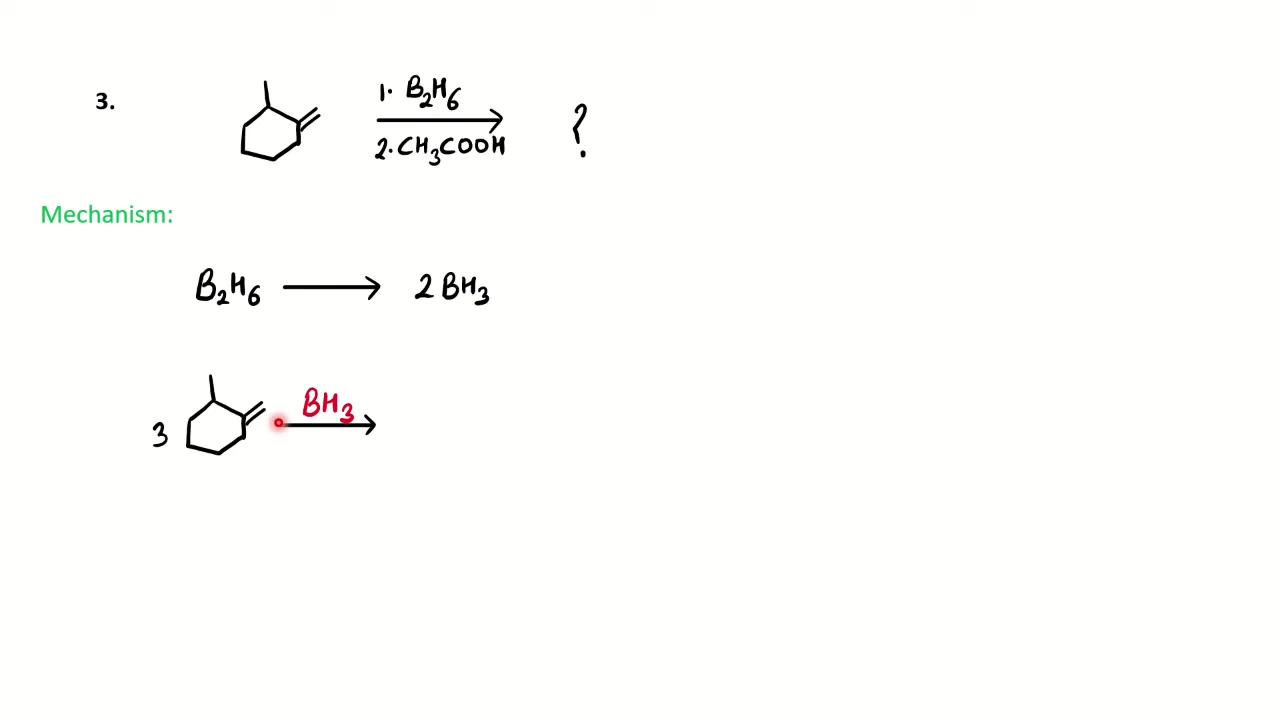 3.
1. B₂H₆
2. CH₃COOH
?
Mechanism:
B₂H₆ ⟶ 2 BH₃
3
BH₃